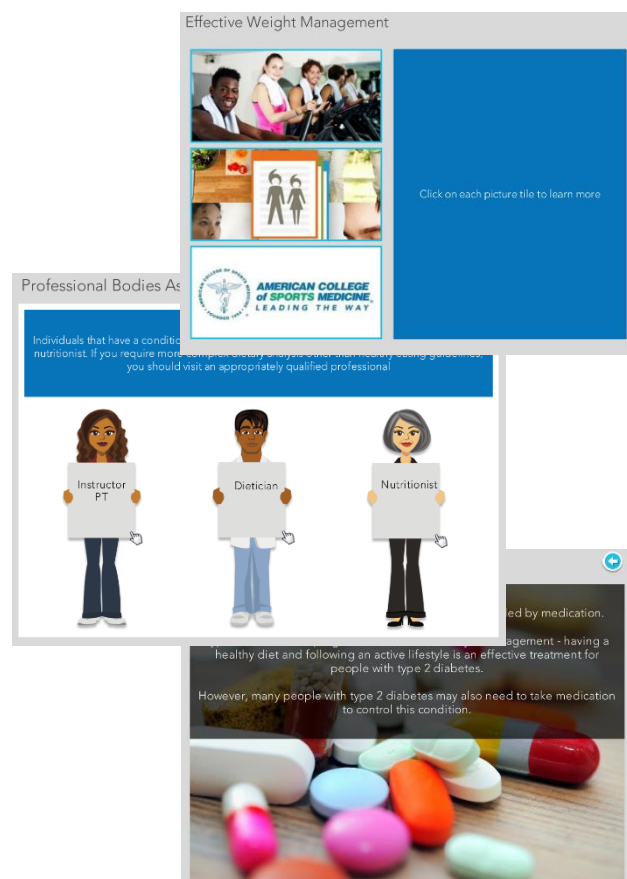 Effective Weight Management
Click on each picture tile to learn more
AMERICAN COLLEGE
of SPORTS MEDICINE
LEADING THE WAY
Professional Bodies As
Individuals that have a conditio
nutritionist. If you require more complex dietary analysis other than healthy eating guidelines,
you should visit an appropriately qualified professional
Instructor
PT
Dietician
Nutritionist
led by medication.
agement - having a
healthy diet and following an active lifestyle is an effective treatment for
people with type 2 diabetes.
However, many people with type 2 diabetes may also need to take medication
to control this condition.